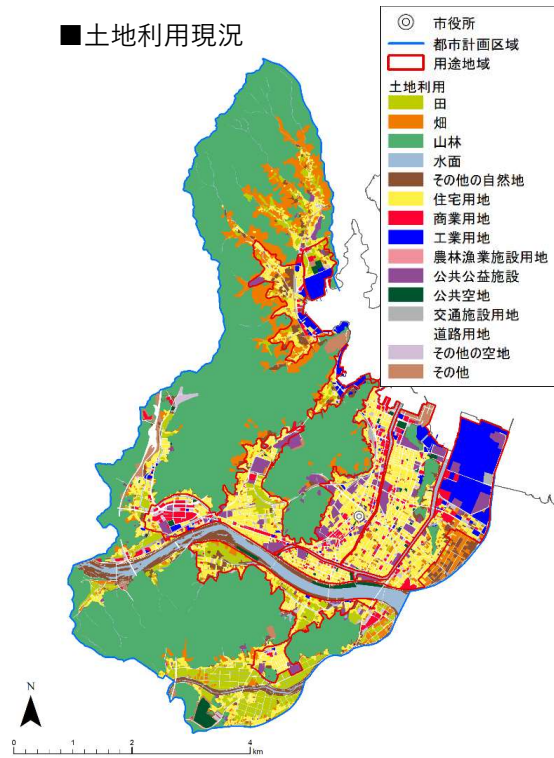 ■土地利用現況
市役所
都市計画区域
用途地域
土地利用
田
畑
山林
水面
その他の自然地
住宅用地
商業用地
工業用地
農林漁業施設用地
公共公益施設
公共空地
交通施設用地
道路用地
その他の空地
その他
N
0 2 4
km